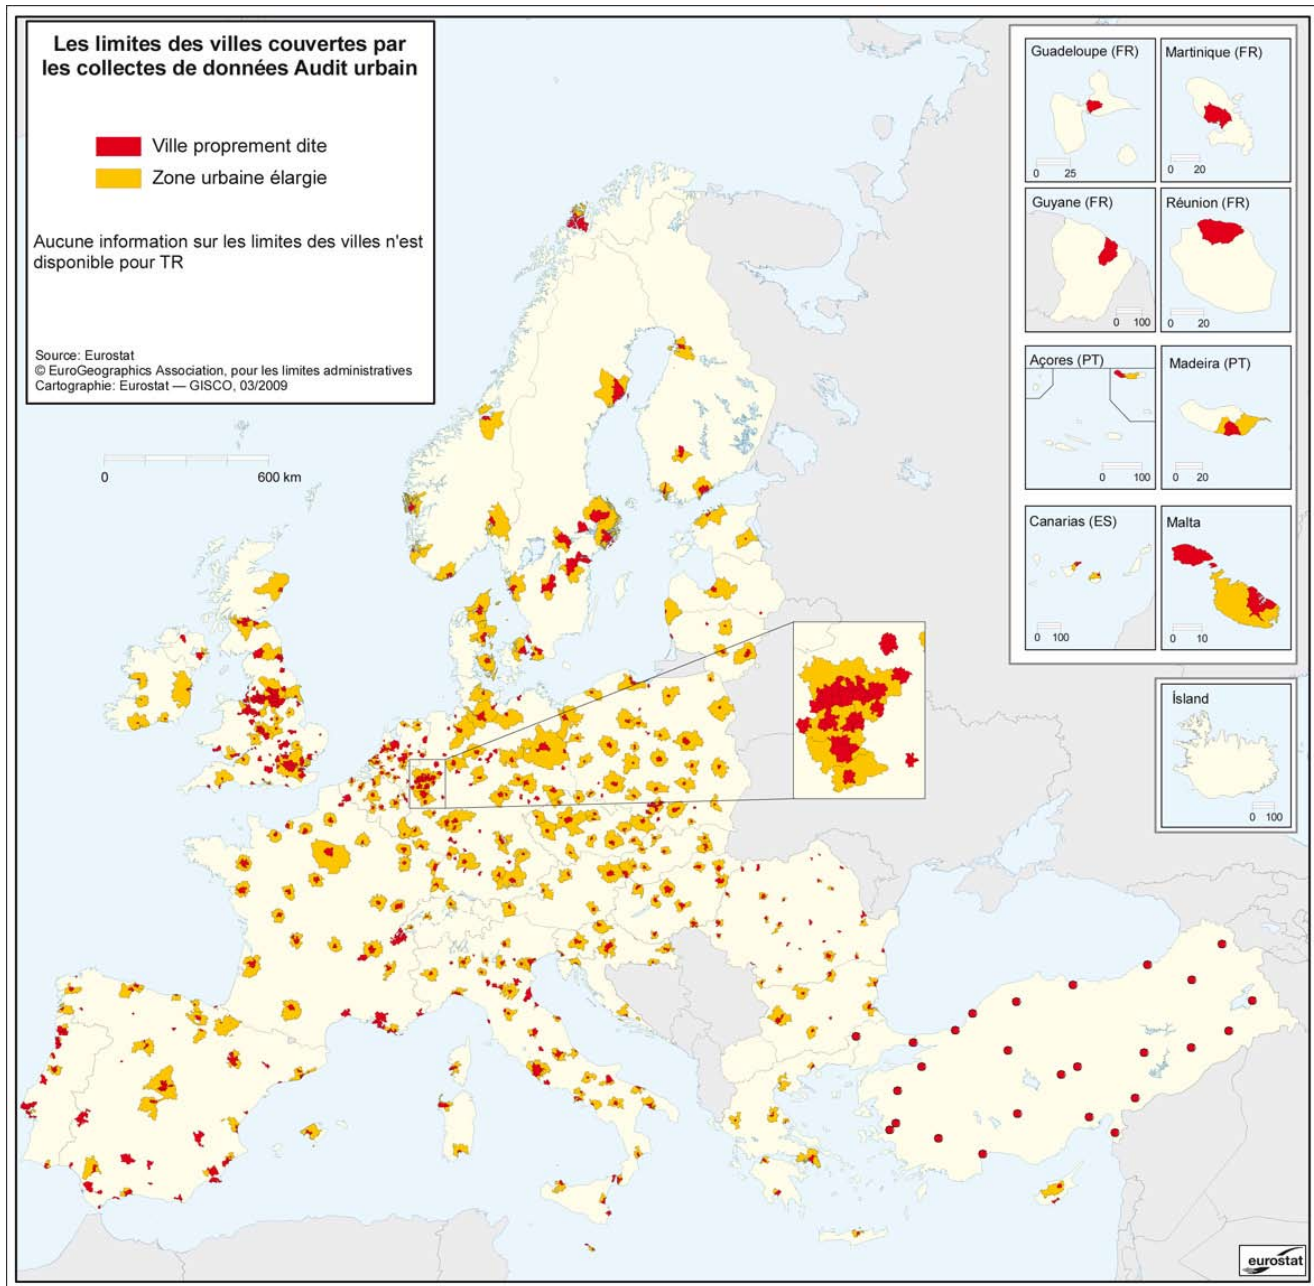 Les limites des villes couvertes par
les collectes de données Audit urbain
Ville proprement dite
Zone urbaine élargie
Aucune information sur les limites des villes n'est
disponible pour TR
Source: Eurostat
© EuroGeographics Association, pour les limites administratives
Cartographie: Eurostat — GISCO, 03/2009
0 600 km
Guadeloupe (FR)
0 25
Martinique (FR)
0 20
Guyane (FR)
0 100
Réunion (FR)
0 20
Açores (PT)
0 100
Madeira (PT)
0 20
Canarias (ES)
0 100
Malta
0 10
Ísland
0 100
eurostat